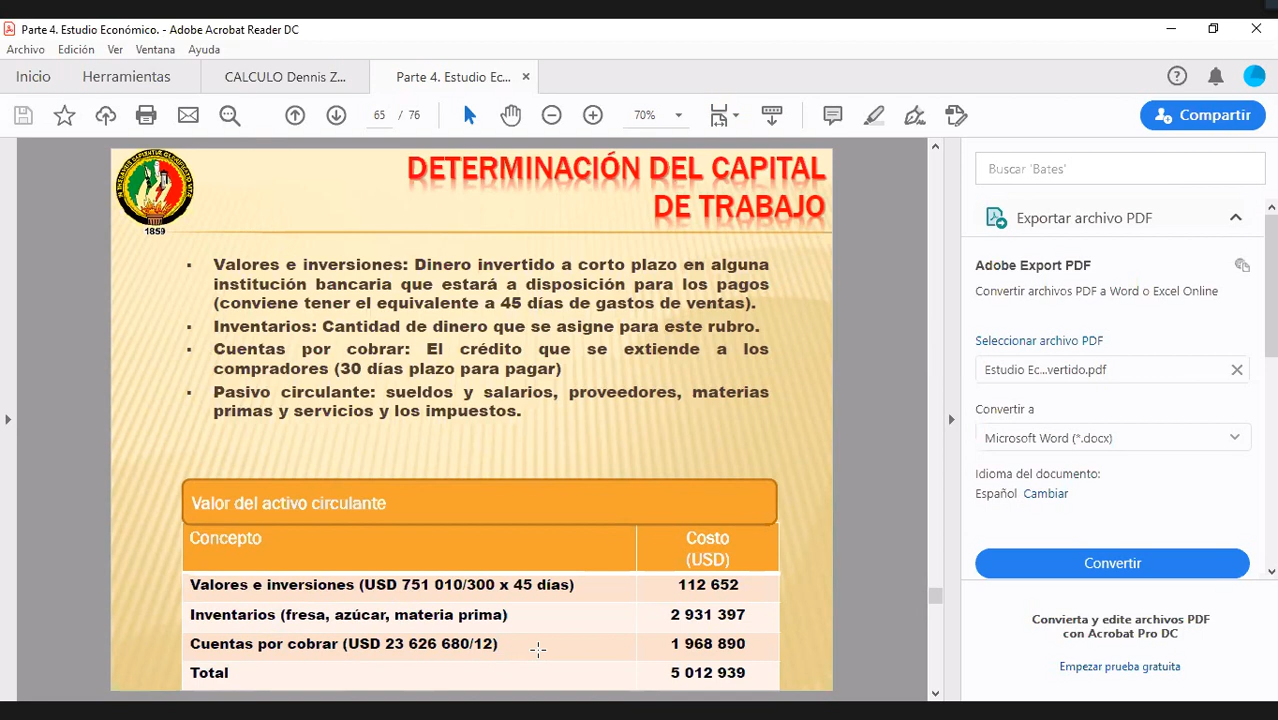 Parte 4. Estudio Económico. - Adobe Acrobat Reader DC
Archivo Edición Ver Ventana Ayuda
Inicio Herramientas CALCULO Dennis Z... Parte 4. Estudio Ec... ×
65 / 76 70% Compartir
1859
DETERMINACIÓN DEL CAPITAL
DE TRABAJO
▪ Valores e inversiones: Dinero invertido a corto plazo en alguna
institución bancaria que estará a disposición para los pagos
(conviene tener el equivalente a 45 días de gastos de ventas).
▪ Inventarios: Cantidad de dinero que se asigne para este rubro.
▪ Cuentas por cobrar: El crédito que se extiende a los
compradores (30 días plazo para pagar)
▪ Pasivo circulante: sueldos y salarios, proveedores, materias
primas y servicios y los impuestos.
Valor del activo circulante
Concepto Costo
(USD)
Valores e inversiones (USD 751 010/300 x 45 días) 112 652
Inventarios (fresa, azúcar, materia prima) 2 931 397
Cuentas por cobrar (USD 23 626 680/12) 1 968 890
Total 5 012 939
Buscar 'Bates'
Exportar archivo PDF
Adobe Export PDF
Convertir archivos PDF a Word o Excel Online
Seleccionar archivo PDF
Estudio Ec...vertido.pdf
Convertir a
Microsoft Word (*.docx)
Idioma del documento:
Español Cambiar
Convertir
Convierta y edite archivos PDF
con Acrobat Pro DC
Empezar prueba gratuita